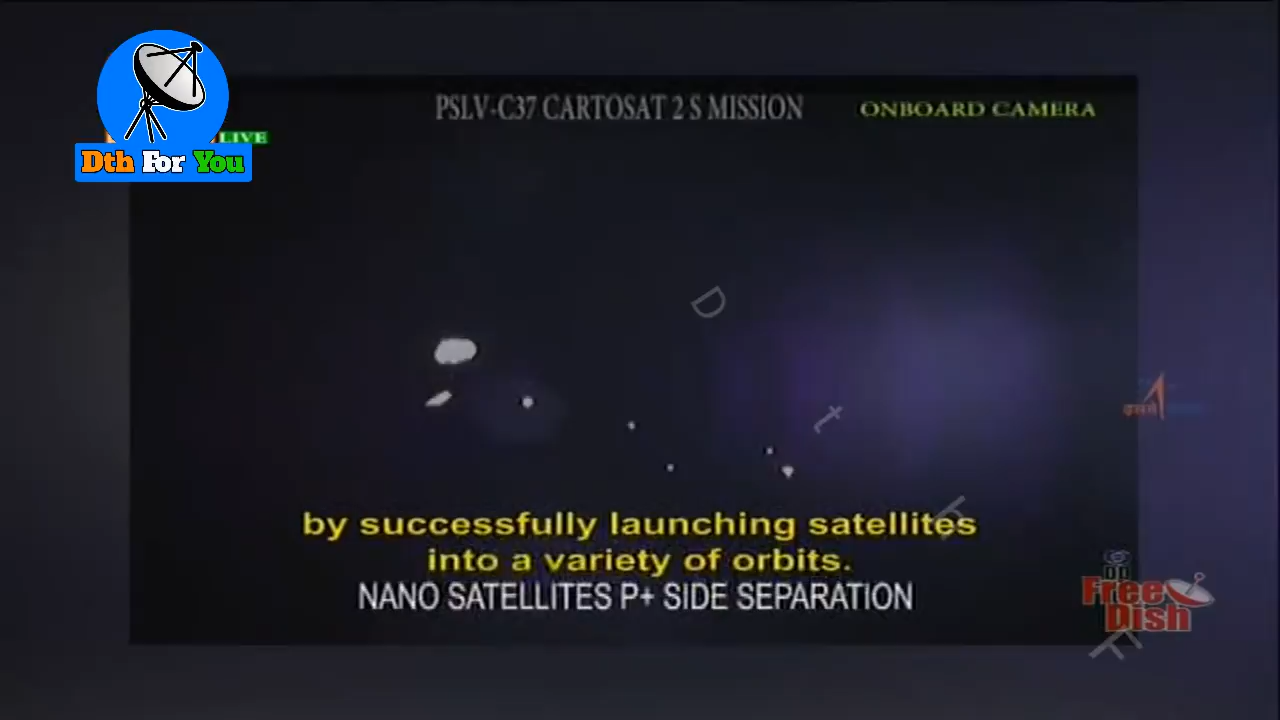 PSLV-C37 CARTOSAT 2 S MISSION
ONBOARD CAMERA
LIVE
Dth For You
D
t
h
इसरो
by successfully launching satellites
into a variety of orbits.
NANO SATELLITES P+ SIDE SEPARATION
DD
Free
Dish
F